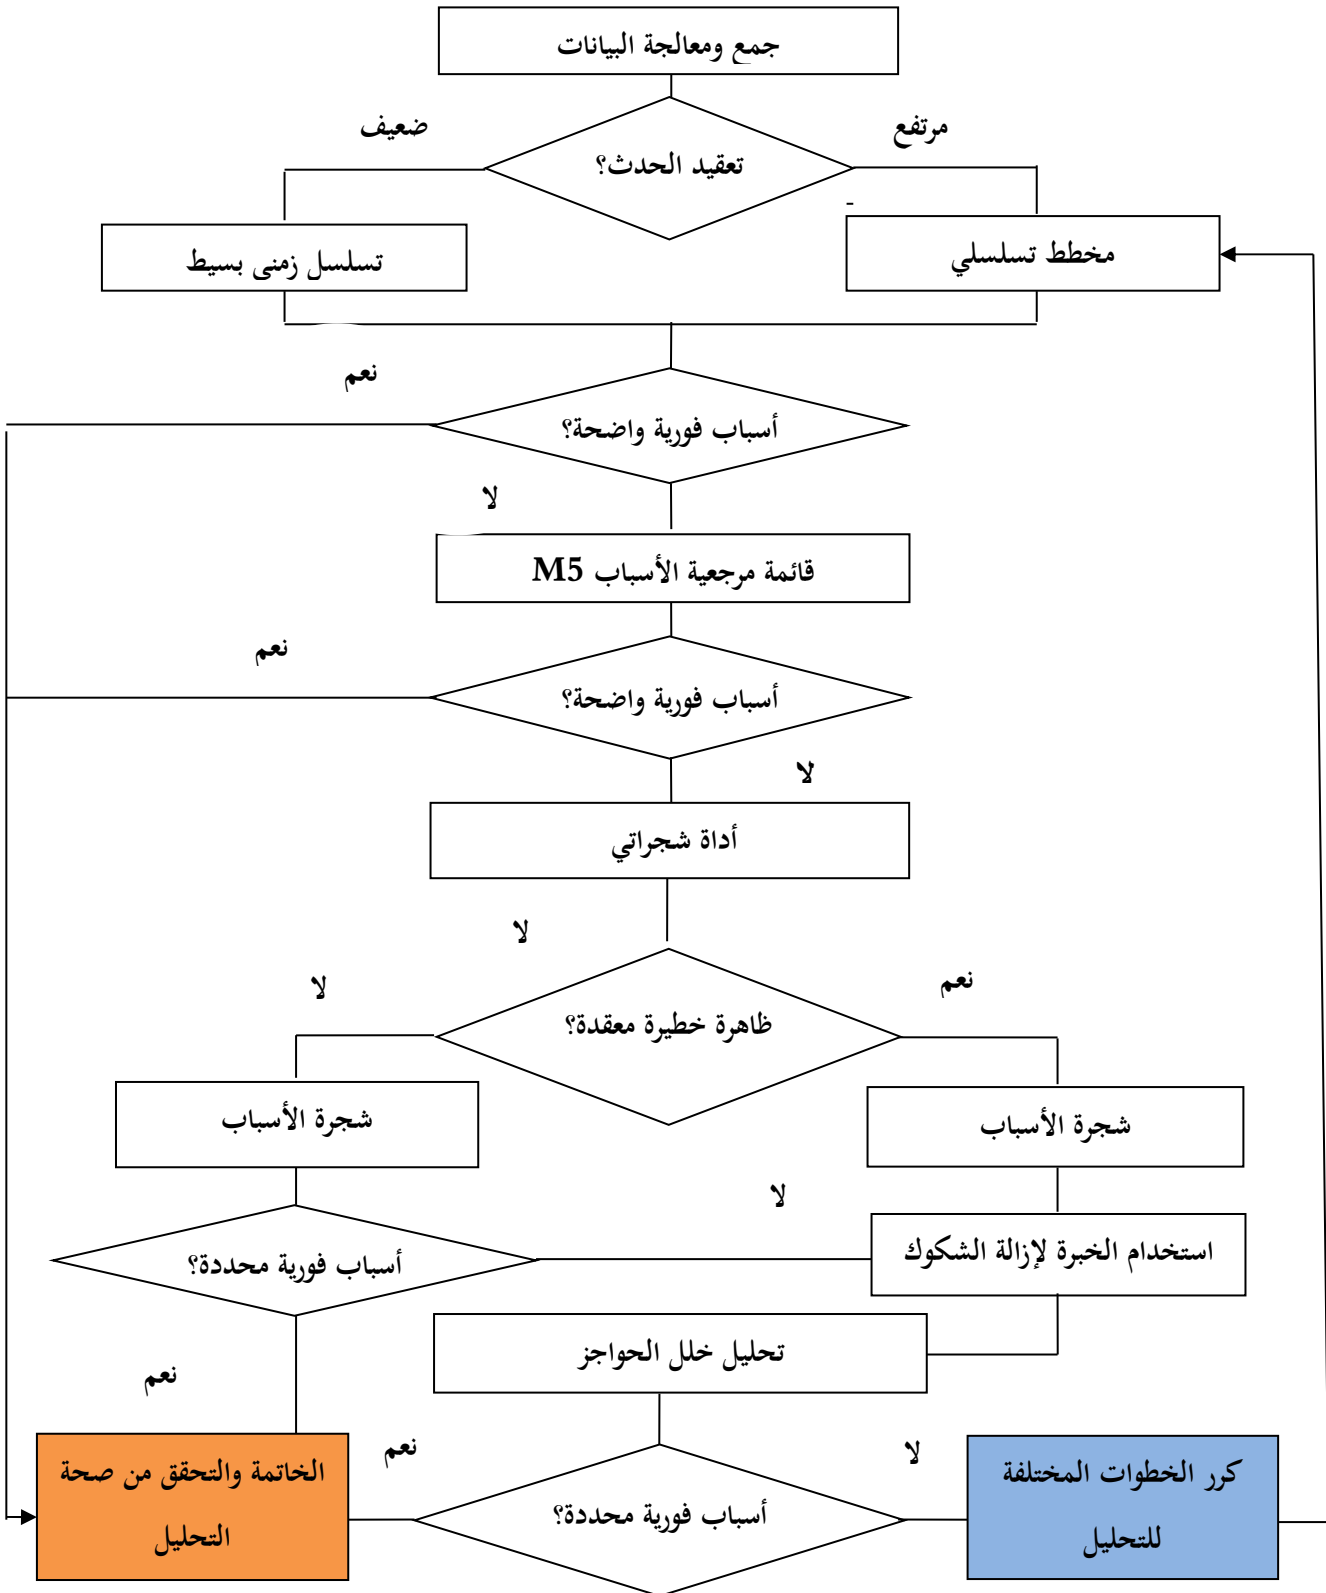 جمع ومعالجة البيانات
مرتفع
ضعيف
تعقيد الحدث؟
-
مخطط تسلسلي
تسلسل زمنى بسيط
نعم
أسباب فورية واضحة؟
لا
قائمة مرجعية الأسباب M5
نعم
أسباب فورية واضحة؟
لا
أداة شجراتي
لا
نعم
لا
ظاهرة خطيرة معقدة؟
شجرة الأسباب
شجرة الأسباب
لا
استخدام الخبرة لإزالة الشكوك
أسباب فورية محددة؟
تحليل خلل الحواجز
نعم
لا
نعم
كرر الخطوات المختلفة
للتحليل
أسباب فورية محددة؟
الخاتمة والتحقق من صحة
التحليل